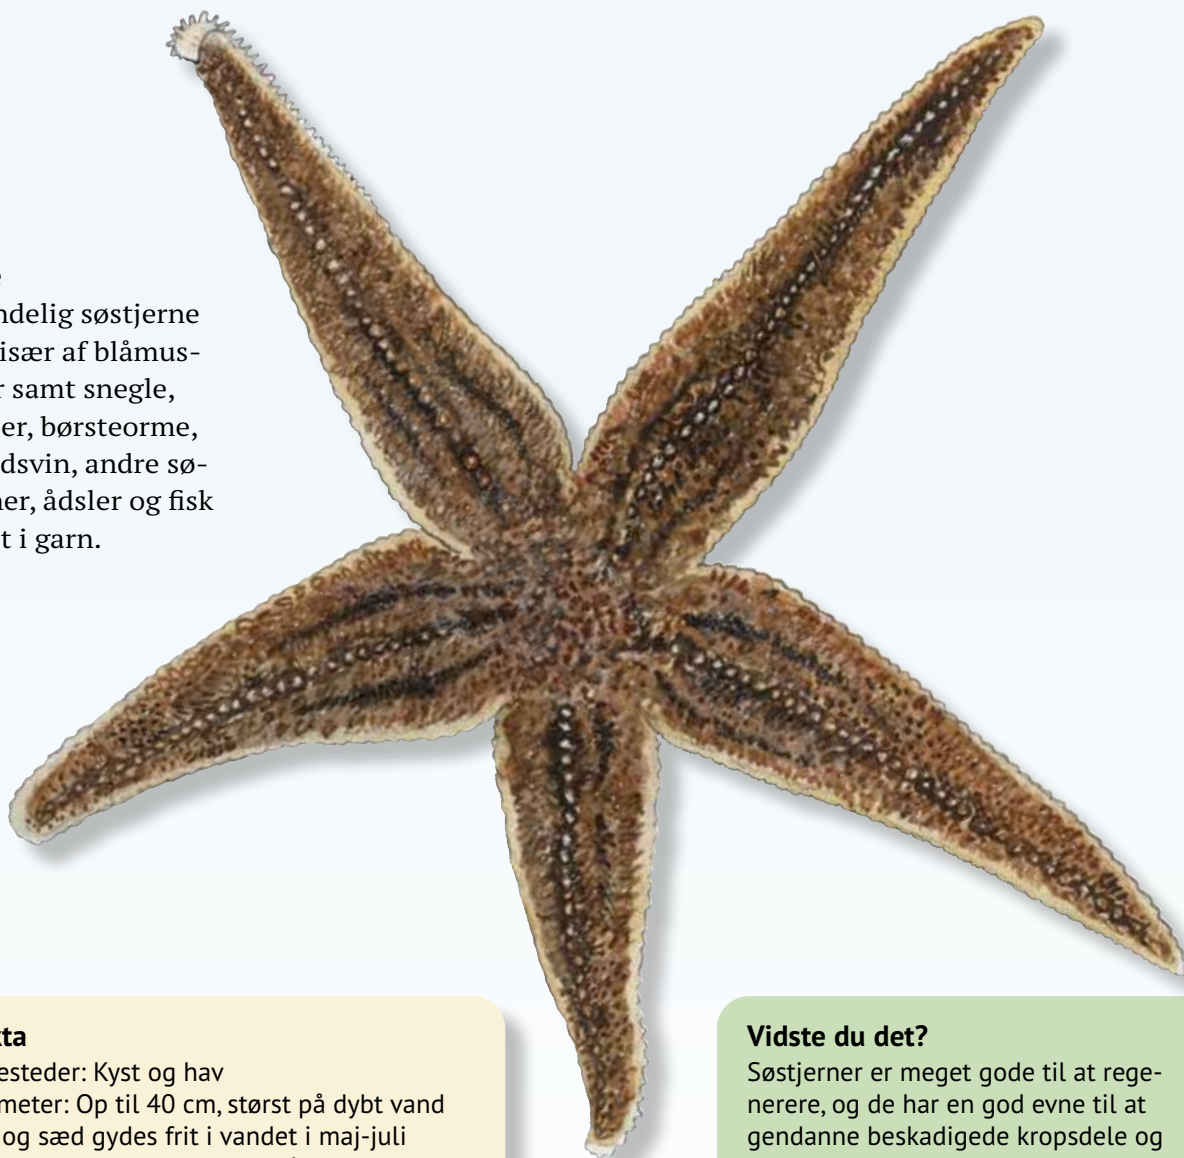 ndelig søstjerne
især af blåmus-
r samt snegle,
er, børsteorme,
dsvin, andre sø-
ner, ådsler og fisk
t i garn.
kta
esteder: Kyst og hav
meter: Op til 40 cm, størst på dybt vand
og sæd gydes frit i vandet i maj-juli
Vidste du det?
Søstjerner er meget gode til at rege-
nerere, og de har en god evne til at
gendanne beskadigede kropsdele og